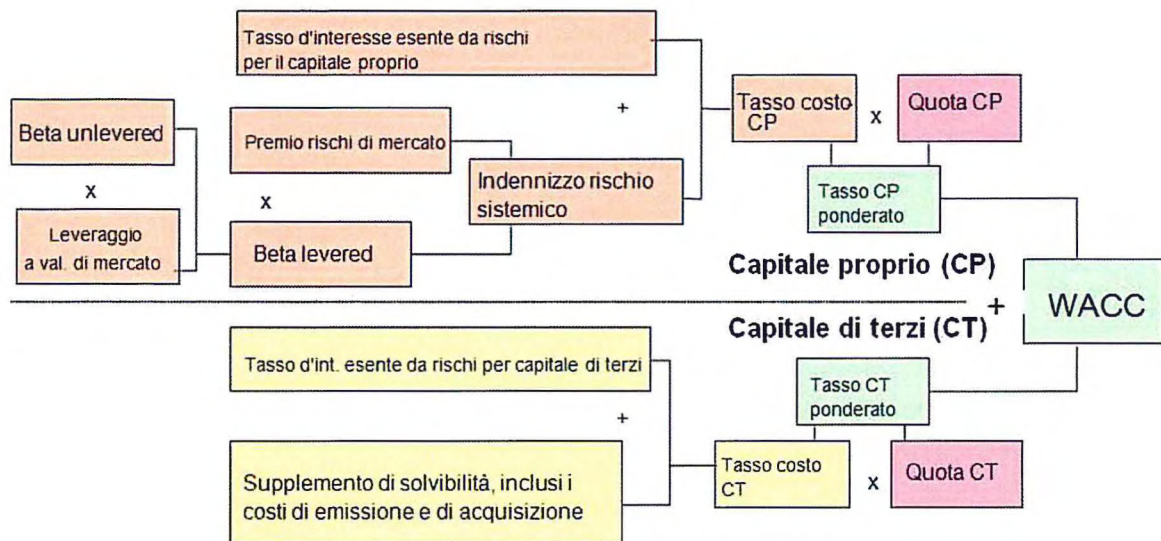 Tasso d'interesse esente da rischi
per il capitale proprio
+
Tasso costo
CP
x
Quota CP
Beta unlevered
Premio rischi di mercato
x
x
Indennizzo rischio
sistemico
Tasso CP
ponderato
Leveraggio
a val. di mercato
Beta levered
Capitale proprio (CP)
+
WACC
Capitale di terzi (CT)
Tasso d'int. esente da rischi per capitale di terzi
Tasso CT
ponderato
+
Supplemento di solvibilità, inclusi i
costi di emissione e di acquisizione
Tasso costo
CT
x
Quota CT